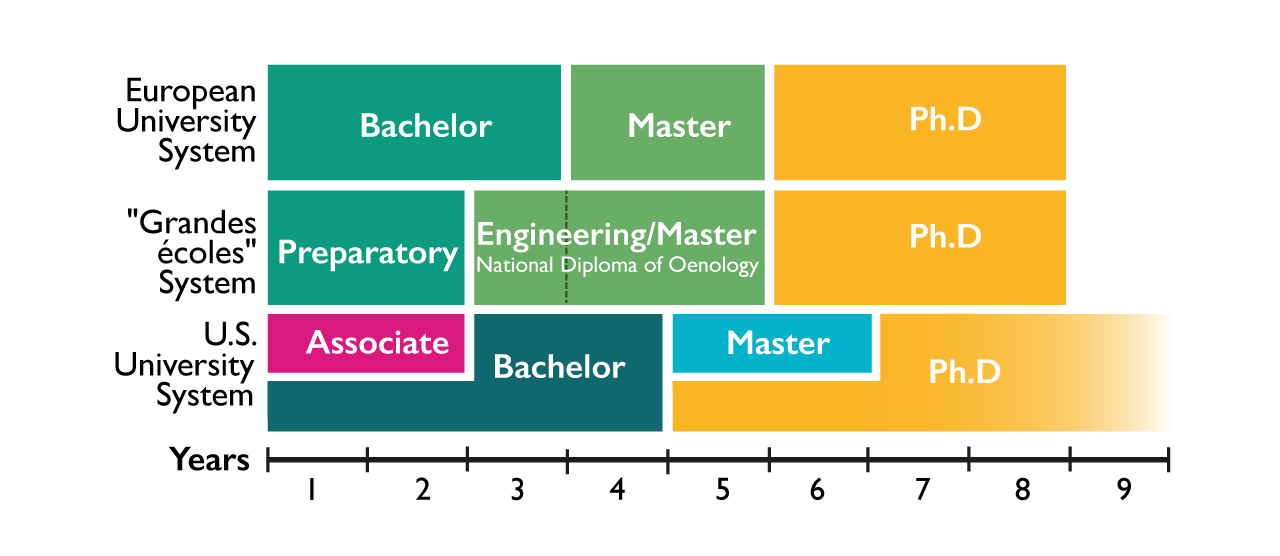 European
University
System
Bachelor
Master
Ph.D
"Grandes
écoles"
System
Preparatory
Engineering/Master
National Diploma of Oenology
Ph.D
U.S.
University
System
Associate
Bachelor
Master
Ph.D
Years
1 2 3 4 5 6 7 8 9